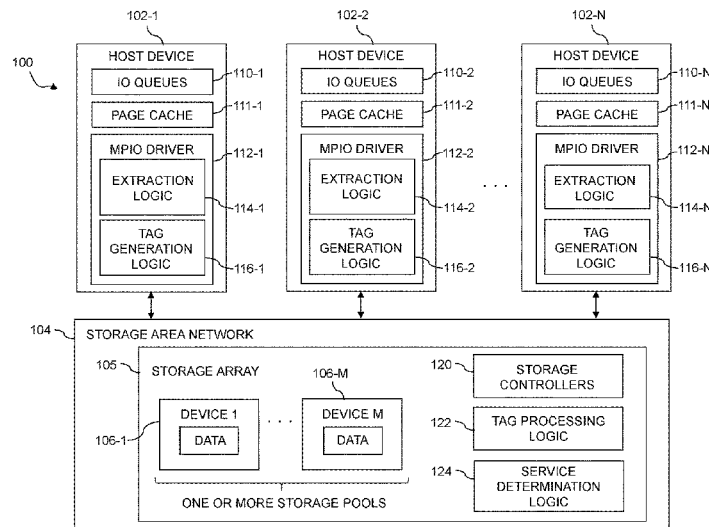 102-1
102-2
102-N
100
HOST DEVICE
IO QUEUES
110-1
PAGE CACHE
111-1
MPIO DRIVER
112-1
EXTRACTION
LOGIC
114-1
TAG
GENERATION
LOGIC
116-1
HOST DEVICE
IO QUEUES
110-2
PAGE CACHE
111-2
MPIO DRIVER
112-2
EXTRACTION
LOGIC
114-2
TAG
GENERATION
LOGIC
116-2
. . .
HOST DEVICE
IO QUEUES
110-N
PAGE CACHE
111-N
MPIO DRIVER
112-N
EXTRACTION
LOGIC
114-N
TAG
GENERATION
LOGIC
116-N
104
STORAGE AREA NETWORK
105
STORAGE ARRAY
106-M
DEVICE 1
DATA
106-1
. . .
DEVICE M
DATA
ONE OR MORE STORAGE POOLS
120
STORAGE
CONTROLLERS
122
TAG PROCESSING
LOGIC
124
SERVICE
DETERMINATION
LOGIC